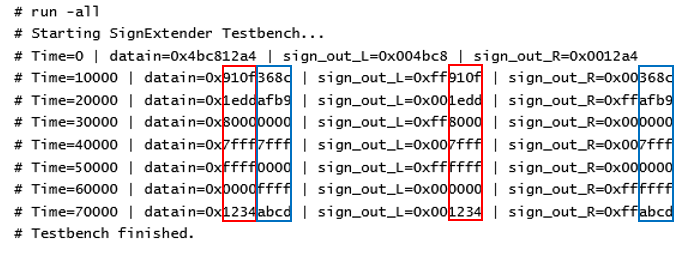 # run -all
# Starting SignExtender Testbench...
# Time=0 | datain=0x4bc812a4 | sign_out_L=0x004bc8 | sign_out_R=0x0012a4
# Time=10000 | datain=0x910f368c | sign_out_L=0xff910f | sign_out_R=0x00368c
# Time=20000 | datain=0x1eddafb9 | sign_out_L=0x001edd | sign_out_R=0xffafb9
# Time=30000 | datain=0x80000000 | sign_out_L=0xff8000 | sign_out_R=0x000000
# Time=40000 | datain=0x7fff7fff | sign_out_L=0x007fff | sign_out_R=0x007fff
# Time=50000 | datain=0xffff0000 | sign_out_L=0xffffff | sign_out_R=0x000000
# Time=60000 | datain=0x0000ffff | sign_out_L=0x000000 | sign_out_R=0xffffff
# Time=70000 | datain=0x1234abcd | sign_out_L=0x001234 | sign_out_R=0xffabcd
# Testbench finished.